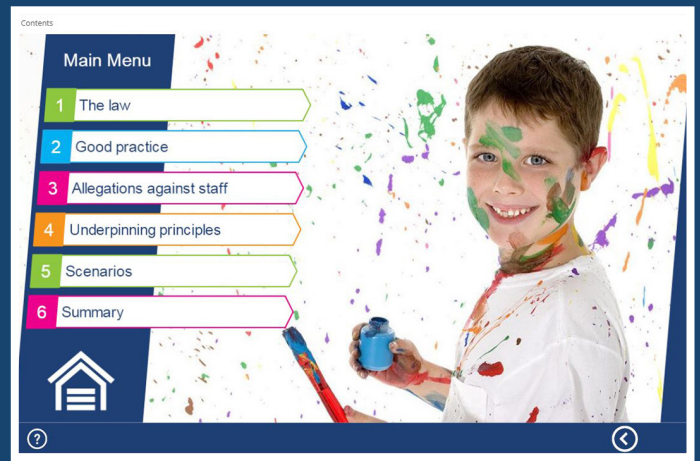 Contents
Main Menu
1 The law
2 Good practice
3 Allegations against staff
4 Underpinning principles
5 Scenarios
6 Summary
?